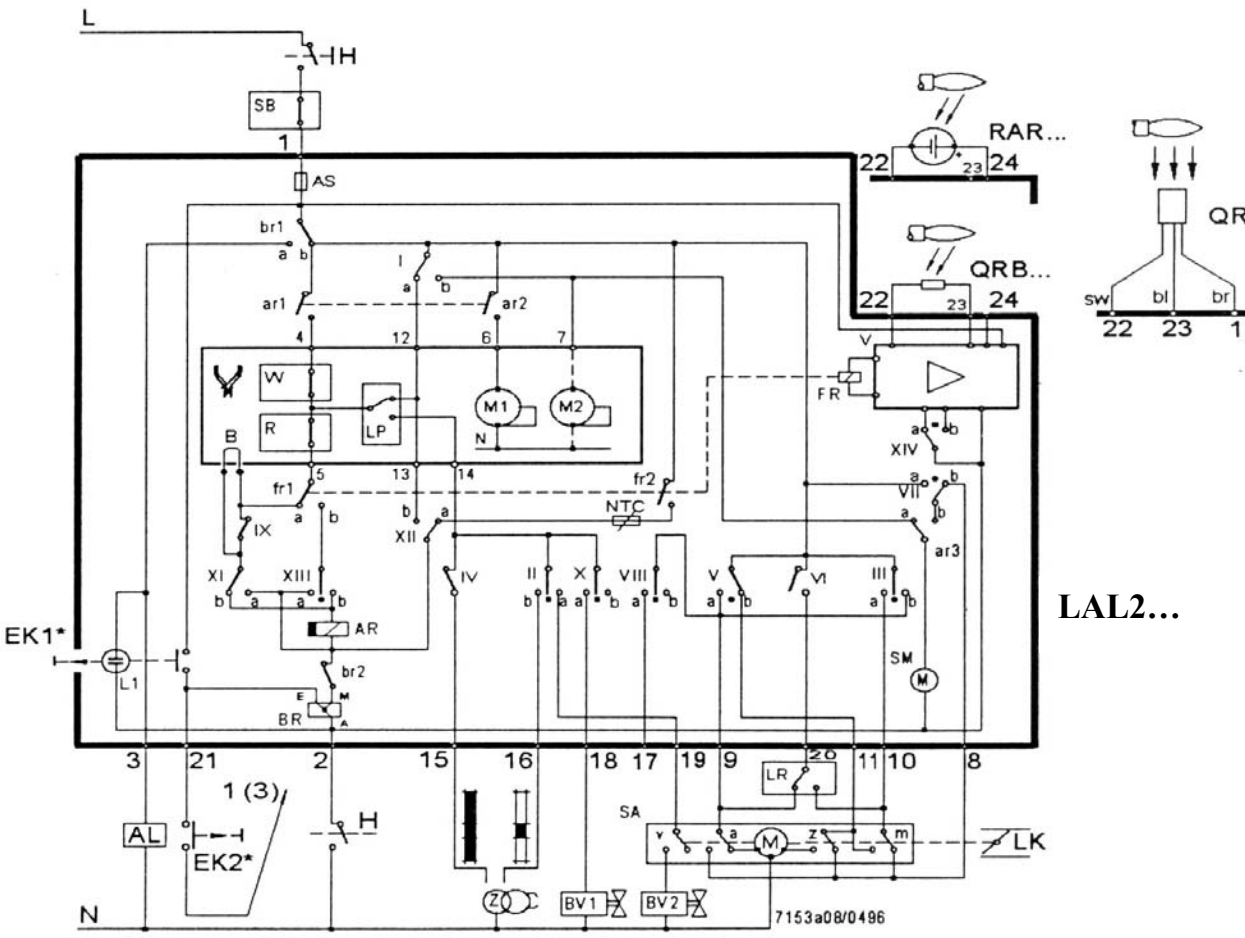 L
H
SB
1
AS
RAR...
22 23 24
br1
a b
I
a b
QRB...
QR
22 23 24
sw bl br
22 23 1
ar1 ar2
4 12 6 7
V
W
M1 M2
FR
LP
R
N
a b
XIV
B
5 13 14
fr1
fr2
a b
VII
a b
b a
NTC
a b
IX
XII
ar3
XI XIII IV II X VIII V VI III
b a a b
b a b a b a b a b
AR
LAL2...
EK1*
L1
br2
SM
M
E M
BR A
3 21 2 15 16 18 17 19 9 20 11 10 8
1 (3)
LR
H
SA
AL
v a M z m
LK
EK2*
Z
BV1 BV2
7153a08/0496
N